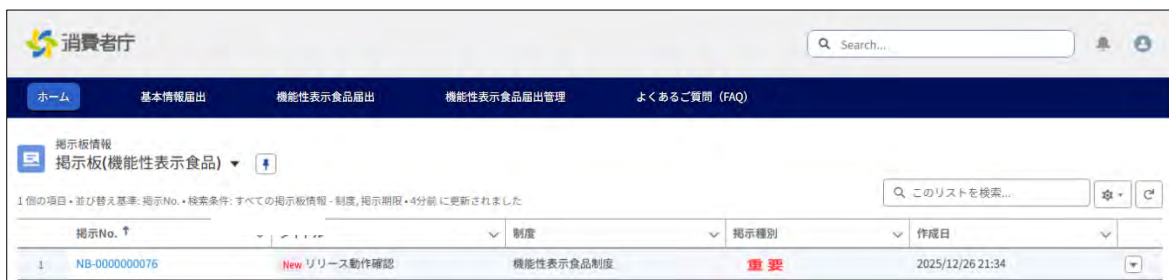 消費者庁
Search...
ホーム 基本情報届出 機能性表示食品届出 機能性表示食品届出管理 よくあるご質問（FAQ）
掲示板情報
掲示板(機能性表示食品)
このリストを検索...
1 個の項目 • 並び替え基準: 掲示No. • 検索条件: すべての掲示板情報 - 制度, 掲示期限 • 4分前 に更新されました
掲示No. ↑ 制度 掲示種別 作成日
1 NB-0000000076 New リリース動作確認 機能性表示食品制度 重 要 2025/12/26 21:34